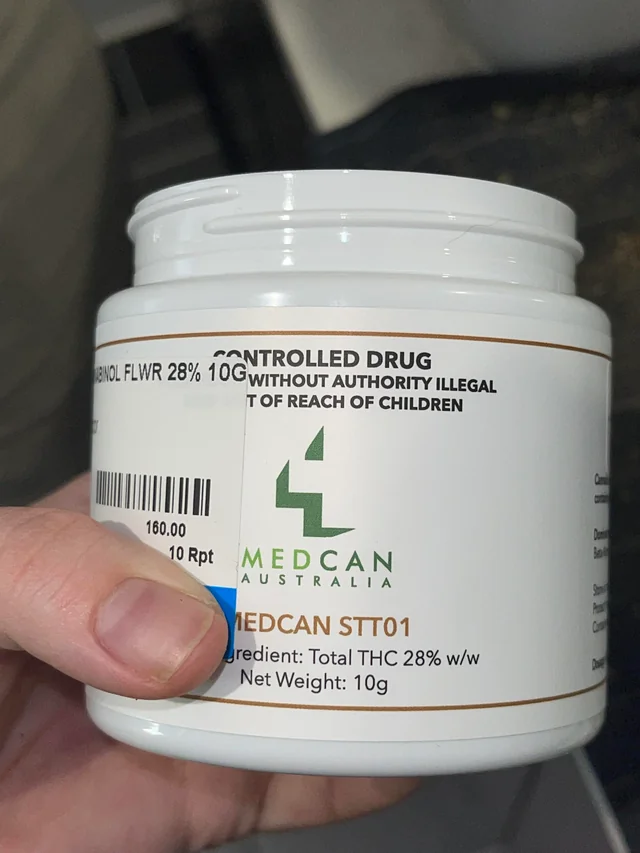 CONTROLLED DRUG
WITHOUT AUTHORITY ILLEGAL
T OF REACH OF CHILDREN
ABINOL FLWR 28% 10G
160.00
10 Rpt
MEDCAN
AUSTRALIA
MEDCAN STT01
gredient: Total THC 28% w/w
Net Weight: 10g